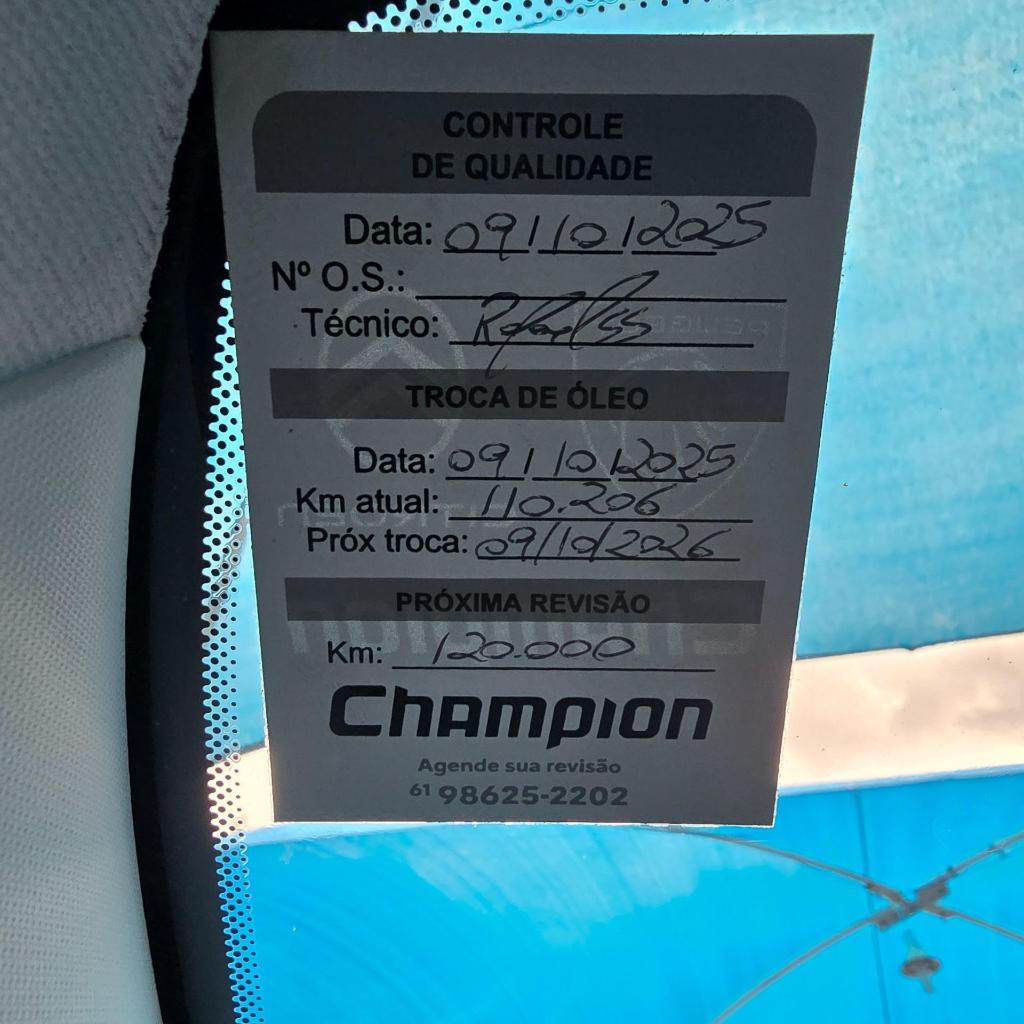 CONTROLE
DE QUALIDADE
Data: 09/10/2025
Nº O.S.:
Técnico:
TROCA DE ÓLEO
Data: 09/10/2025
Km atual: 110.206
Próx troca: 09/10/2026
PRÓXIMA REVISÃO
Km: 120.000
Champion
Agende sua revisão
61 98625-2202